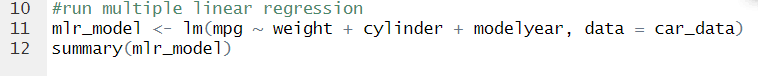 10 #run multiple linear regression
11 mlr_model <- lm(mpg ~ weight + cylinder + modelyear, data = car_data)
12 summary(mlr_model)